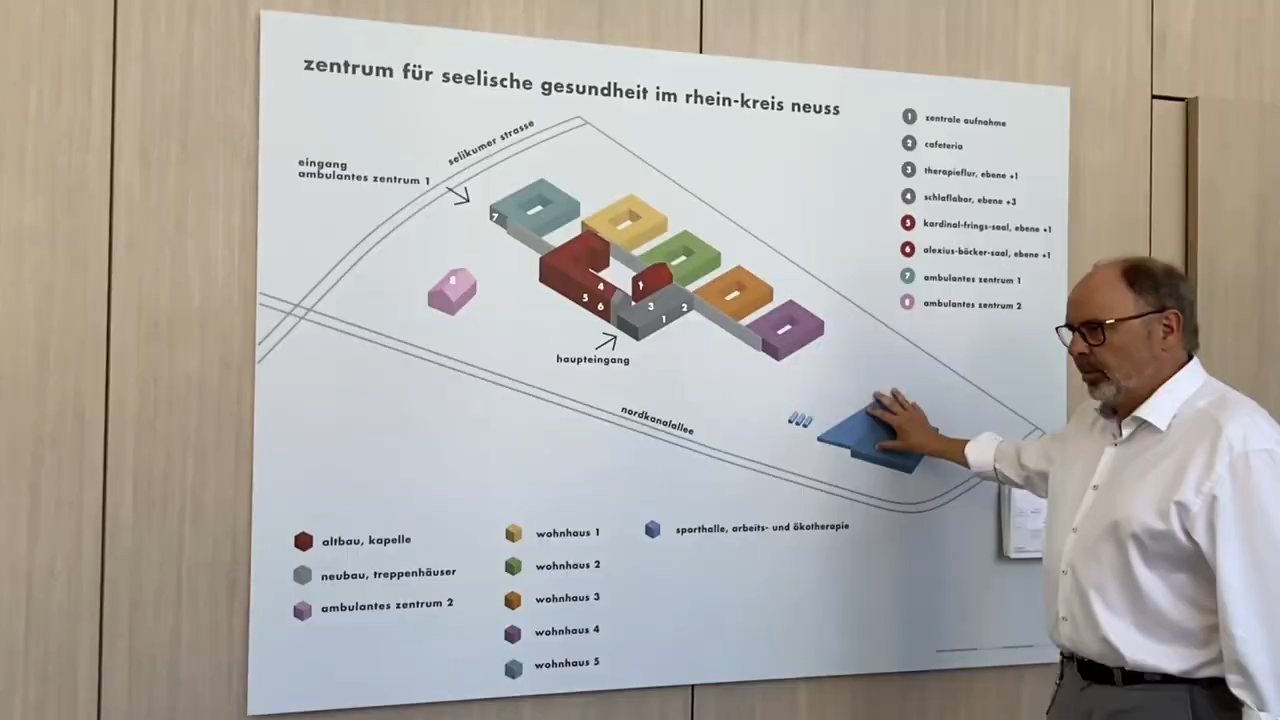 zentrum für seelische gesundheit im rhein-kreis neuss
1 zentrale aufnahme
2 cafeteria
3 therapieflur, ebene +1
4 schlaflabor, ebene +3
5 kardinal-frings-saal, ebene +1
6 alexius-böcker-saal, ebene +1
7 ambulantes zentrum 1
8 ambulantes zentrum 2
selikumer strasse
eingang
ambulantes zentrum 1
7
8
4
5
6
3
2
1
haupteingang
nordkanalallee
altbau, kapelle
neubau, treppenhäuser
ambulantes zentrum 2
wohnhaus 1
wohnhaus 2
wohnhaus 3
wohnhaus 4
wohnhaus 5
sporthalle, arbeits- und ökotherapie